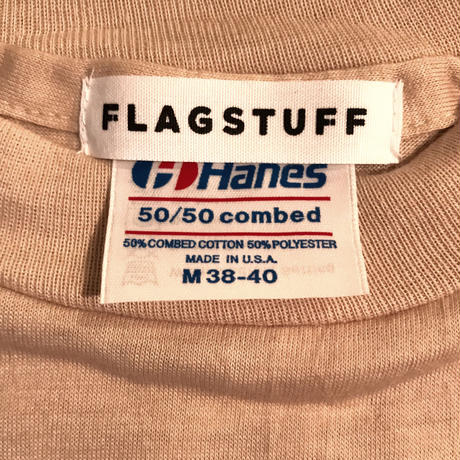 FLAGSTUFF
Hanes
50/50 combed
50% COMBED COTTON 50% POLYESTER
MADE IN U.S.A.
M 38-40